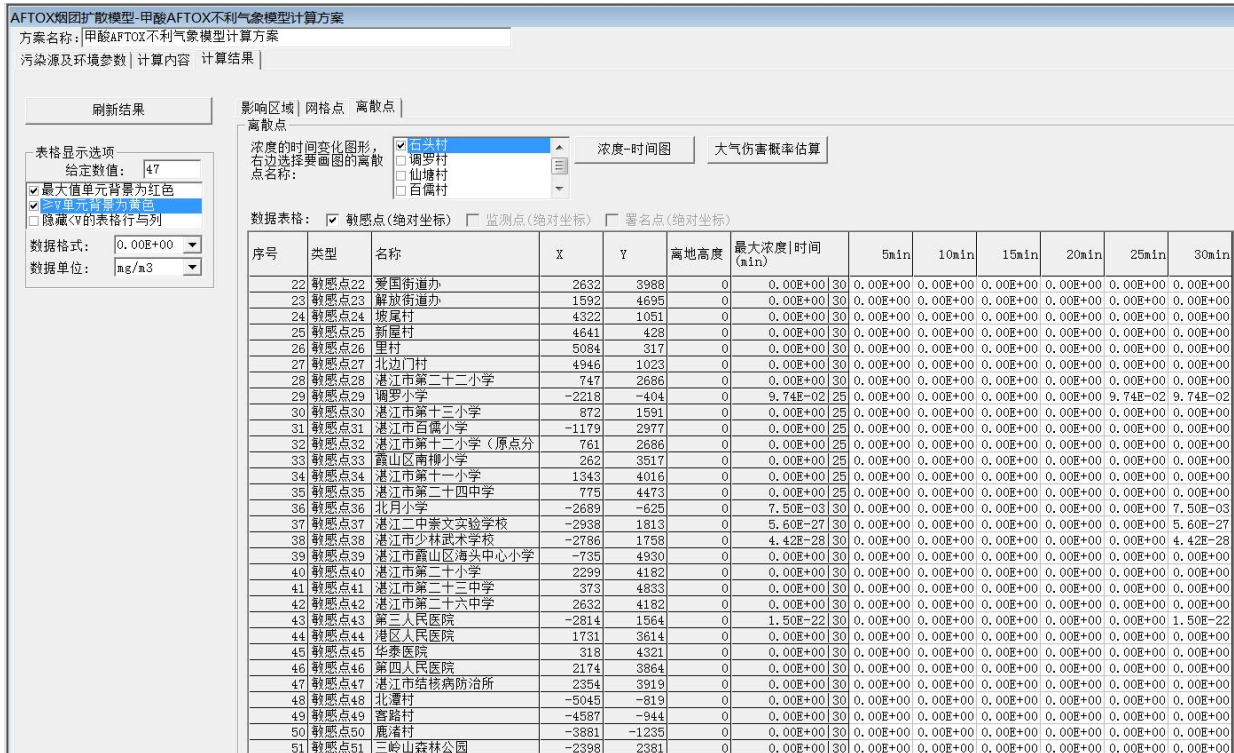 AFTOX烟团扩散模型-甲酸AFTOX不利气象模型计算方案
方案名称: 甲酸AFTOX不利气象模型计算方案
污染源及环境参数 计算内容 计算结果
刷新结果
表格显示选项
给定数值: 47
最大值单元背景为红色
≥V单元背景为黄色
隐藏<V的表格行与列
数据格式: 0.00E+00
数据单位: mg/m3
影响区域 网格点 离散点
离散点
浓度的时间变化图形,
右边选择要画图的离散
点名称:
石头村
调罗村
仙塘村
百儒村
浓度-时间图
大气伤害概率估算
数据表格: 敏感点(绝对坐标) 监测点(绝对坐标) 署名点(绝对坐标)
序号 类型 名称 X Y 离地高度 最大浓度|时间(min) 5min 10min 15min 20min 25min 30min
22 敏感点22 爱国街道办 2632 3988 0 0.00E+00|30 0.00E+00 0.00E+00 0.00E+00 0.00E+00 0.00E+00 0.00E+00
23 敏感点23 解放街道办 1592 4695 0 0.00E+00|30 0.00E+00 0.00E+00 0.00E+00 0.00E+00 0.00E+00 0.00E+00
24 敏感点24 坡尾村 4322 1051 0 0.00E+00|30 0.00E+00 0.00E+00 0.00E+00 0.00E+00 0.00E+00 0.00E+00
25 敏感点25 新屋村 4641 428 0 0.00E+00|30 0.00E+00 0.00E+00 0.00E+00 0.00E+00 0.00E+00 0.00E+00
26 敏感点26 里村 5084 317 0 0.00E+00|30 0.00E+00 0.00E+00 0.00E+00 0.00E+00 0.00E+00 0.00E+00
27 敏感点27 北边门村 4946 1023 0 0.00E+00|30 0.00E+00 0.00E+00 0.00E+00 0.00E+00 0.00E+00 0.00E+00
28 敏感点28 湛江市第二十二小学 747 2686 0 0.00E+00|30 0.00E+00 0.00E+00 0.00E+00 0.00E+00 0.00E+00 0.00E+00
29 敏感点29 调罗小学 -2218 -404 0 9.74E-02|25 0.00E+00 0.00E+00 0.00E+00 0.00E+00 9.74E-02 9.74E-02
30 敏感点30 湛江市第十三小学 872 1591 0 0.00E+00|25 0.00E+00 0.00E+00 0.00E+00 0.00E+00 0.00E+00 0.00E+00
31 敏感点31 湛江市百儒小学 -1179 2977 0 0.00E+00|25 0.00E+00 0.00E+00 0.00E+00 0.00E+00 0.00E+00 0.00E+00
32 敏感点32 湛江市第十二小学（原点分 761 2686 0 0.00E+00|25 0.00E+00 0.00E+00 0.00E+00 0.00E+00 0.00E+00 0.00E+00
33 敏感点33 霞山区南柳小学 262 3517 0 0.00E+00|25 0.00E+00 0.00E+00 0.00E+00 0.00E+00 0.00E+00 0.00E+00
34 敏感点34 湛江市第十一小学 1343 4016 0 0.00E+00|25 0.00E+00 0.00E+00 0.00E+00 0.00E+00 0.00E+00 0.00E+00
35 敏感点35 湛江市第二十四中学 775 4473 0 0.00E+00|25 0.00E+00 0.00E+00 0.00E+00 0.00E+00 0.00E+00 0.00E+00
36 敏感点36 北月小学 -2689 -625 0 7.50E-03|30 0.00E+00 0.00E+00 0.00E+00 0.00E+00 0.00E+00 7.50E-03
37 敏感点37 湛江二中崇文实验学校 -2938 1813 0 5.60E-27|30 0.00E+00 0.00E+00 0.00E+00 0.00E+00 0.00E+00 5.60E-27
38 敏感点38 湛江市少林武术学校 -2786 1758 0 4.42E-28|30 0.00E+00 0.00E+00 0.00E+00 0.00E+00 0.00E+00 4.42E-28
39 敏感点39 湛江市霞山区海头中心小学 -735 4930 0 0.00E+00|30 0.00E+00 0.00E+00 0.00E+00 0.00E+00 0.00E+00 0.00E+00
40 敏感点40 湛江市第二十小学 2299 4182 0 0.00E+00|30 0.00E+00 0.00E+00 0.00E+00 0.00E+00 0.00E+00 0.00E+00
41 敏感点41 湛江市第二十三中学 373 4833 0 0.00E+00|30 0.00E+00 0.00E+00 0.00E+00 0.00E+00 0.00E+00 0.00E+00
42 敏感点42 湛江市第二十六中学 2632 4182 0 0.00E+00|30 0.00E+00 0.00E+00 0.00E+00 0.00E+00 0.00E+00 0.00E+00
43 敏感点43 第三人民医院 -2814 1564 0 1.50E-22|30 0.00E+00 0.00E+00 0.00E+00 0.00E+00 0.00E+00 1.50E-22
44 敏感点44 港区人民医院 1731 3614 0 0.00E+00|30 0.00E+00 0.00E+00 0.00E+00 0.00E+00 0.00E+00 0.00E+00
45 敏感点45 华泰医院 318 4321 0 0.00E+00|30 0.00E+00 0.00E+00 0.00E+00 0.00E+00 0.00E+00 0.00E+00
46 敏感点46 第四人民医院 2174 3864 0 0.00E+00|30 0.00E+00 0.00E+00 0.00E+00 0.00E+00 0.00E+00 0.00E+00
47 敏感点47 湛江市结核病防治所 2354 3919 0 0.00E+00|30 0.00E+00 0.00E+00 0.00E+00 0.00E+00 0.00E+00 0.00E+00
48 敏感点48 北潭村 -5045 -819 0 0.00E+00|30 0.00E+00 0.00E+00 0.00E+00 0.00E+00 0.00E+00 0.00E+00
49 敏感点49 客路村 -4587 -944 0 0.00E+00|30 0.00E+00 0.00E+00 0.00E+00 0.00E+00 0.00E+00 0.00E+00
50 敏感点50 鹿渚村 -3881 -1235 0 0.00E+00|30 0.00E+00 0.00E+00 0.00E+00 0.00E+00 0.00E+00 0.00E+00
51 敏感点51 三岭山森林公园 -2398 2381 0 0.00E+00|30 0.00E+00 0.00E+00 0.00E+00 0.00E+00 0.00E+00 0.00E+00